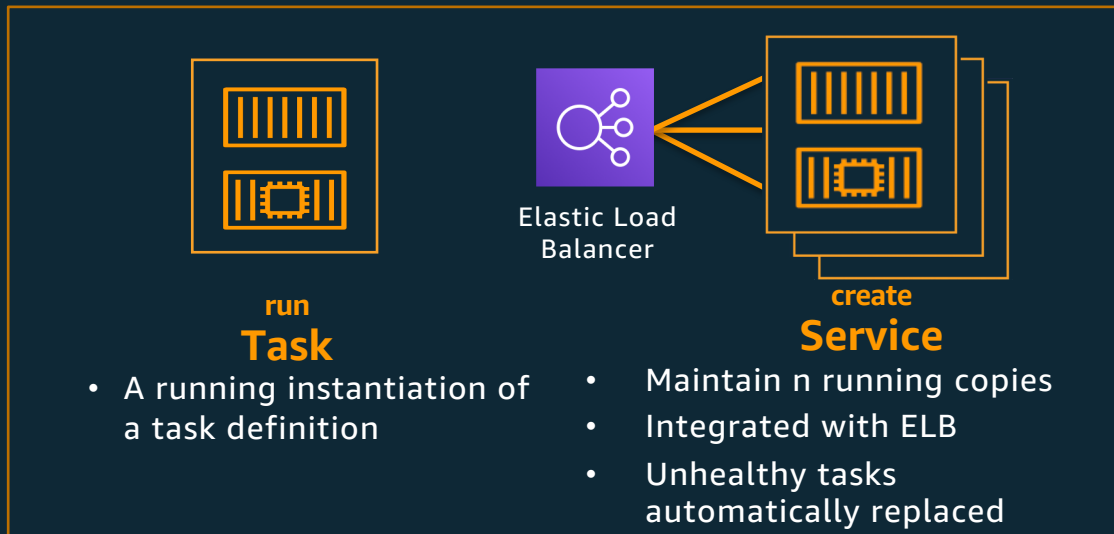 Elastic Load
Balancer
run
Task
• A running instantiation of
a task definition
create
Service
• Maintain n running copies
• Integrated with ELB
• Unhealthy tasks
automatically replaced